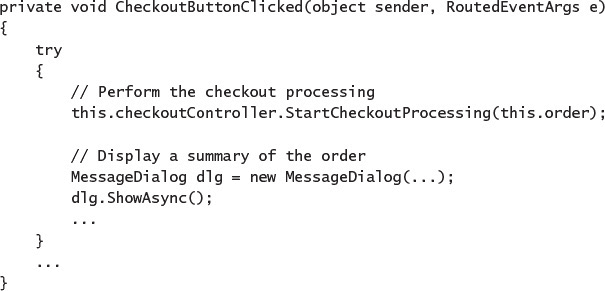 private void CheckoutButtonClicked(object sender, RoutedEventArgs e)
{
    try
    {
        // Perform the checkout processing
        this.checkoutController.StartCheckoutProcessing(this.order);

        // Display a summary of the order
        MessageDialog dlg = new MessageDialog(...);
        dlg.ShowAsync();
        ...
    }
    ...
}